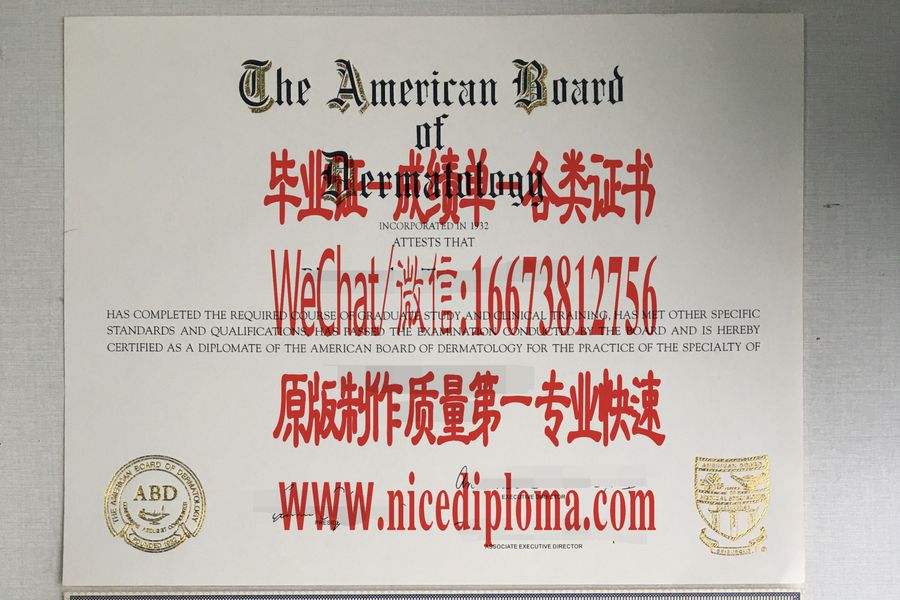 The American Board
of
Dermatology
毕业证—成绩单—各类证书
INCORPORATED IN 1932
ATTESTS THAT
WeChat/微信:16673812756
HAS COMPLETED THE REQUIRED COURSE OF GRADUATE STUDY AND CLINICAL TRAINING, HAS MET OTHER SPECIFIC
STANDARDS AND QUALIFICATIONS, HAS PASSED THE EXAMINATION CONDUCTED BY THE BOARD AND IS HEREBY
CERTIFIED AS A DIPLOMATE OF THE AMERICAN BOARD OF DERMATOLOGY FOR THE PRACTICE OF THE SPECIALTY OF
原版制作质量第一专业快速
THE AMERICAN BOARD OF DERMATOLOGY
ABD
www.nicediploma.com
EXECUTIVE DIRECTOR
ASSOCIATE EXECUTIVE DIRECTOR